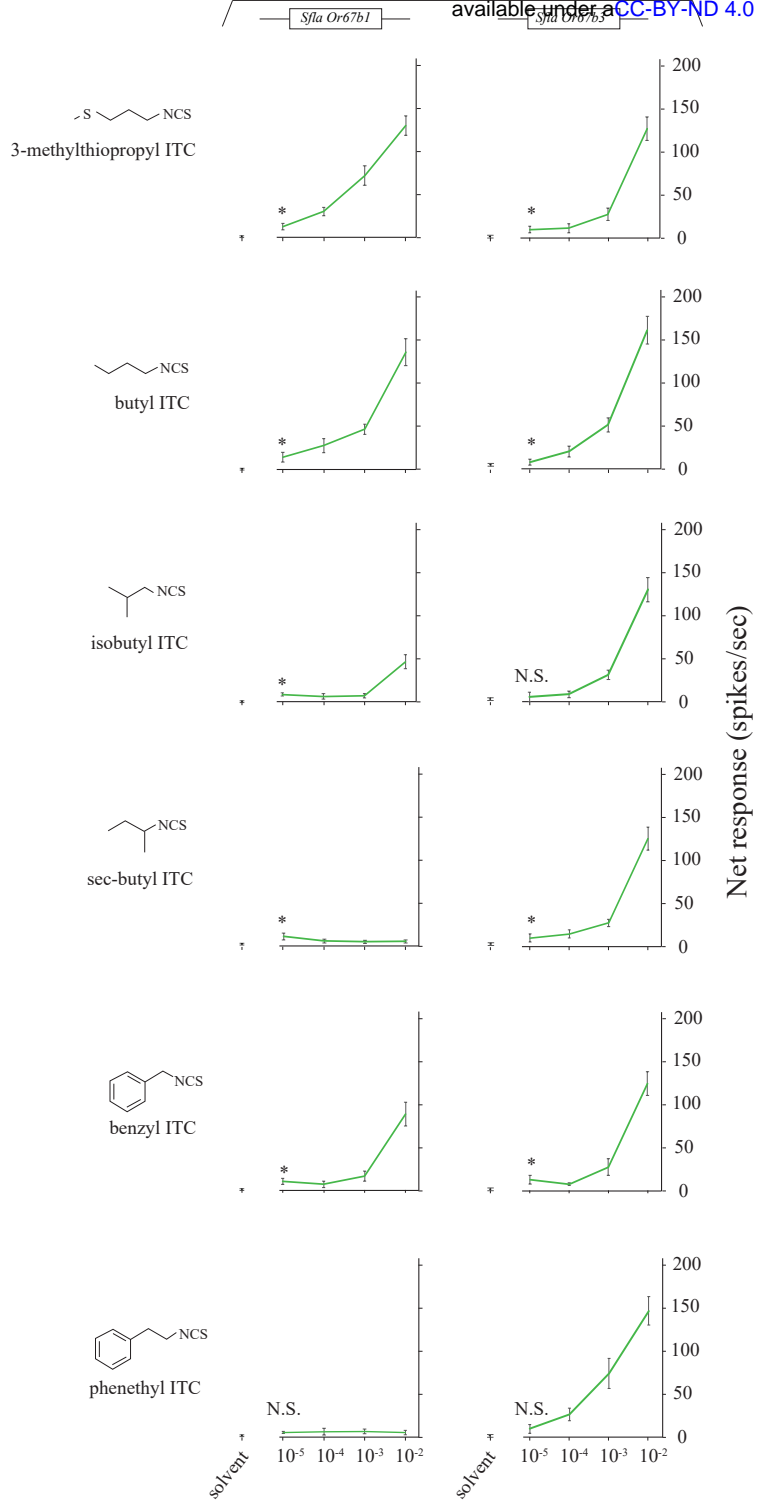 available under aCC-BY-ND 4.0
Sfla Or67b1
Sfla Or67b3
S
NCS
3-methylthiopropyl ITC
*
*
200
150
100
50
0
NCS
butyl ITC
*
*
200
150
100
50
0
NCS
isobutyl ITC
*
N.S.
200
150
100
50
0
Net response (spikes/sec)
NCS
sec-butyl ITC
*
*
200
150
100
50
0
NCS
benzyl ITC
*
*
200
150
100
50
0
NCS
phenethyl ITC
N.S.
N.S.
200
150
100
50
0
solvent 10⁻⁵ 10⁻⁴ 10⁻³ 10⁻² solvent 10⁻⁵ 10⁻⁴ 10⁻³ 10⁻²